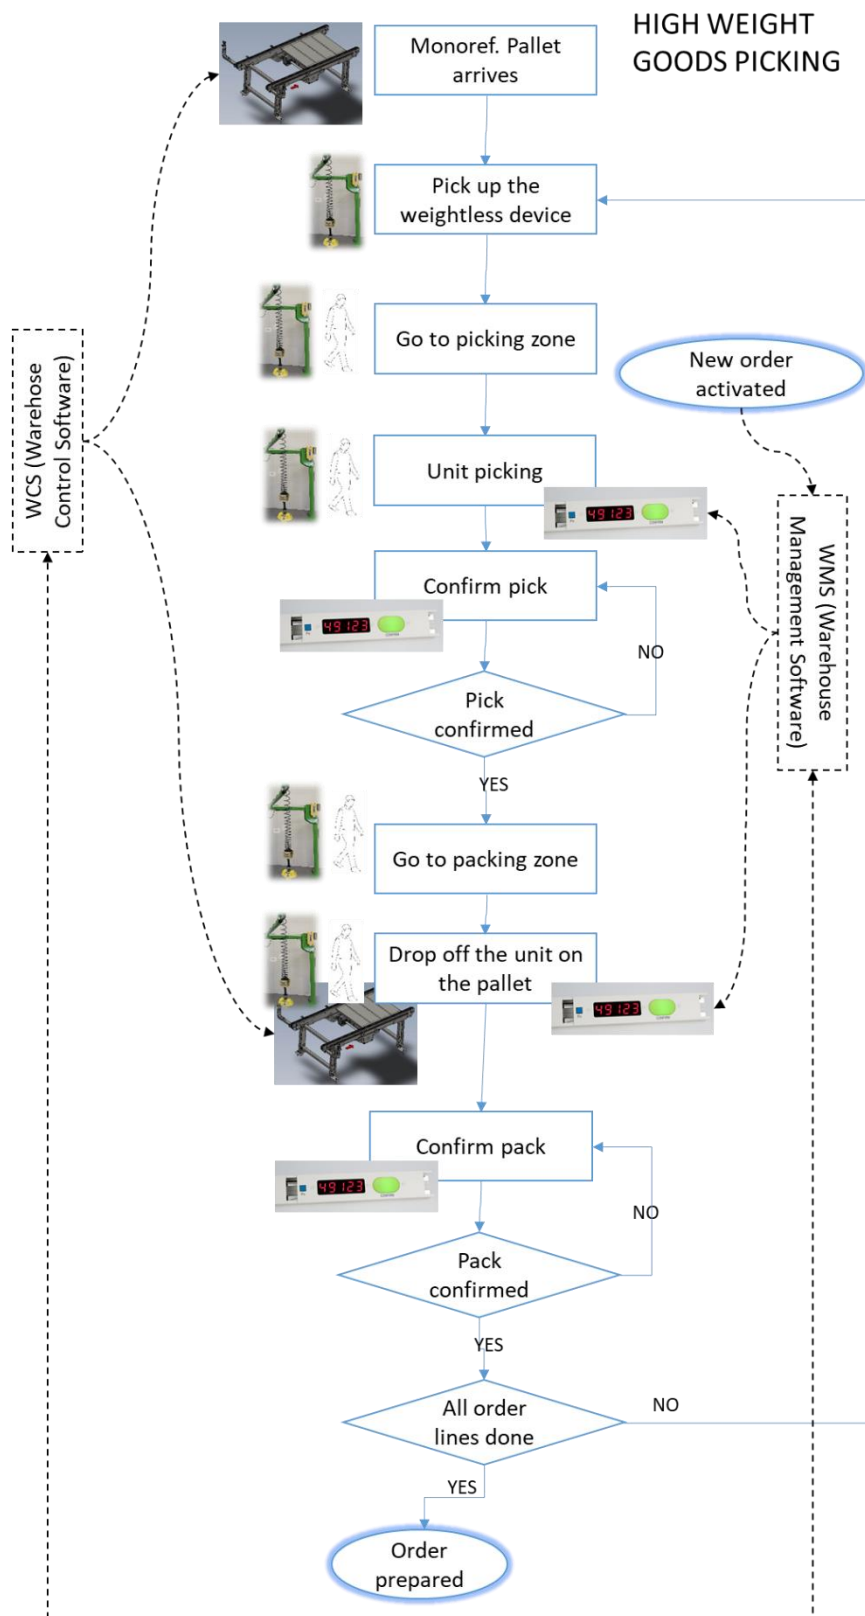 HIGH WEIGHT
GOODS PICKING
Monoref. Pallet
arrives
Pick up the
weightless device
Go to picking zone
New order
activated
WCS (Warehose
Control Software)
Unit picking
49123
WMS (Warehouse
Management Software)
Confirm pick
49123
NO
Pick
confirmed
YES
Go to packing zone
Drop off the unit on
the pallet
49123
Confirm pack
49123
NO
Pack
confirmed
YES
All order
lines done
NO
YES
Order
prepared